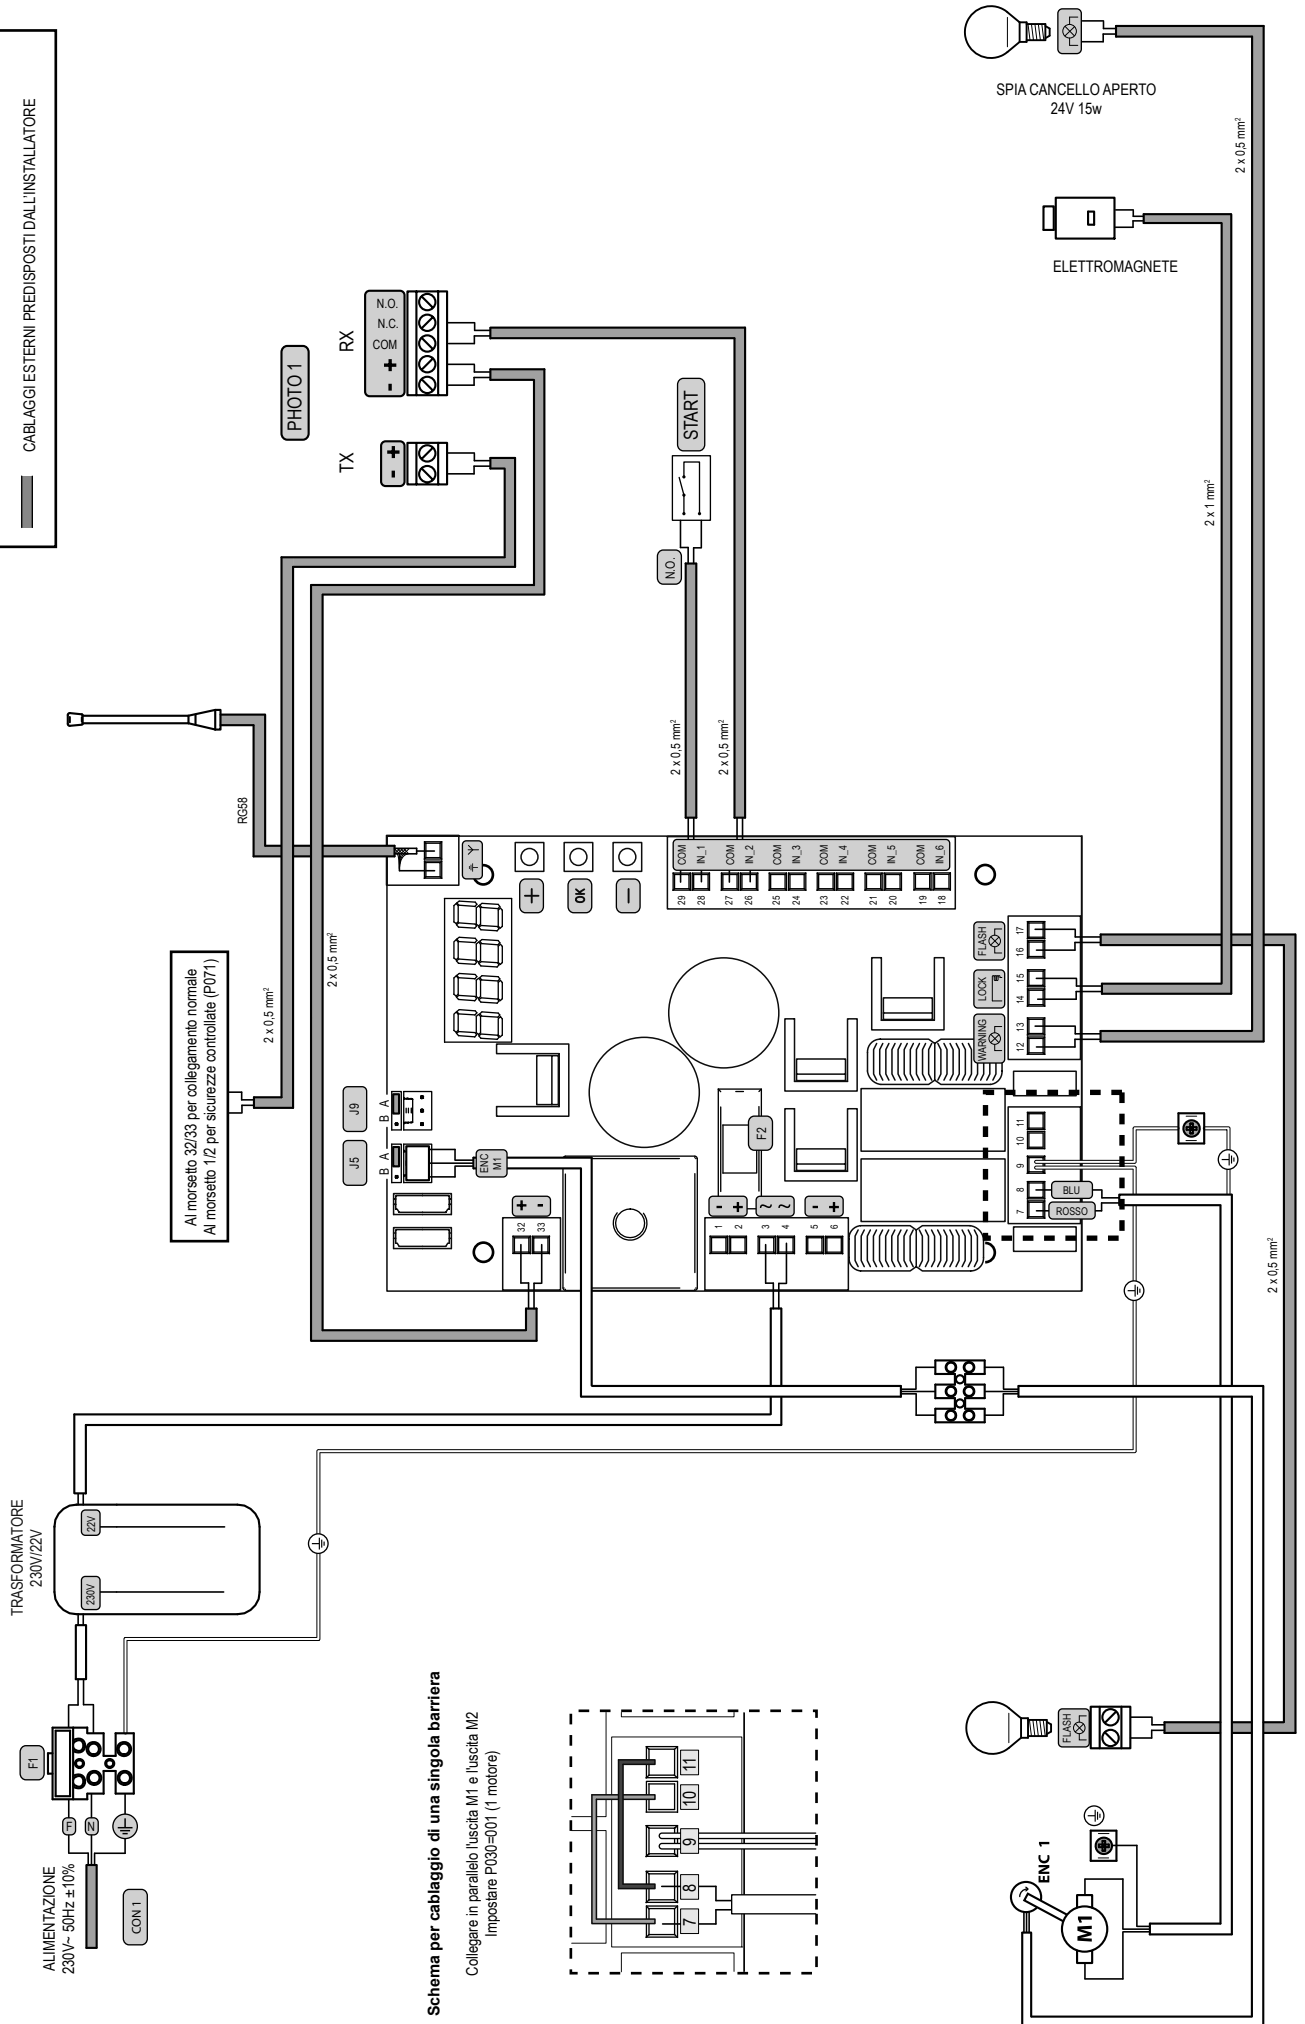 CABLAGGI ESTERNI PREDISPOSTI DALL'INSTALLATORE
ALIMENTAZIONE
230V~ 50Hz ±10%
CON 1
F1
F
N
TRASFORMATORE
230V/22V
230V
22V
Al morsetto 32/33 per collegamento normale
Al morsetto 1/2 per sicurezze controllate (P071)
2 x 0,5 mm²
2 x 0,5 mm²
RG58
PHOTO 1
TX
- +
RX
- + COM N.C. N.O.
J5
B A
J9
B A
ENC
M1
+ -
32 33
+
OK
-
F2
- +
~ ~
- +
1 2 3 4 5 6
29 COM
28 IN_1
27 COM
26 IN_2
25 COM
24 IN_3
23 COM
22 IN_4
21 COM
20 IN_5
19 COM
18 IN_6
2 x 0,5 mm²
2 x 0,5 mm²
N.O.
START
WARNING
LOCK
FLASH
12 13 14 15 16 17
7 8 9 10 11
ROSSO
BLU
SPIA CANCELLO APERTO
24V 15w
2 x 0,5 mm²
ELETTROMAGNETE
2 x 1 mm²
2 x 0,5 mm²
Schema per cablaggio di una singola barriera
Collegare in parallelo l'uscita M1 e l'uscita M2
Impostare P030=001 (1 motore)
7 8 9 10 11
FLASH
ENC 1
M1